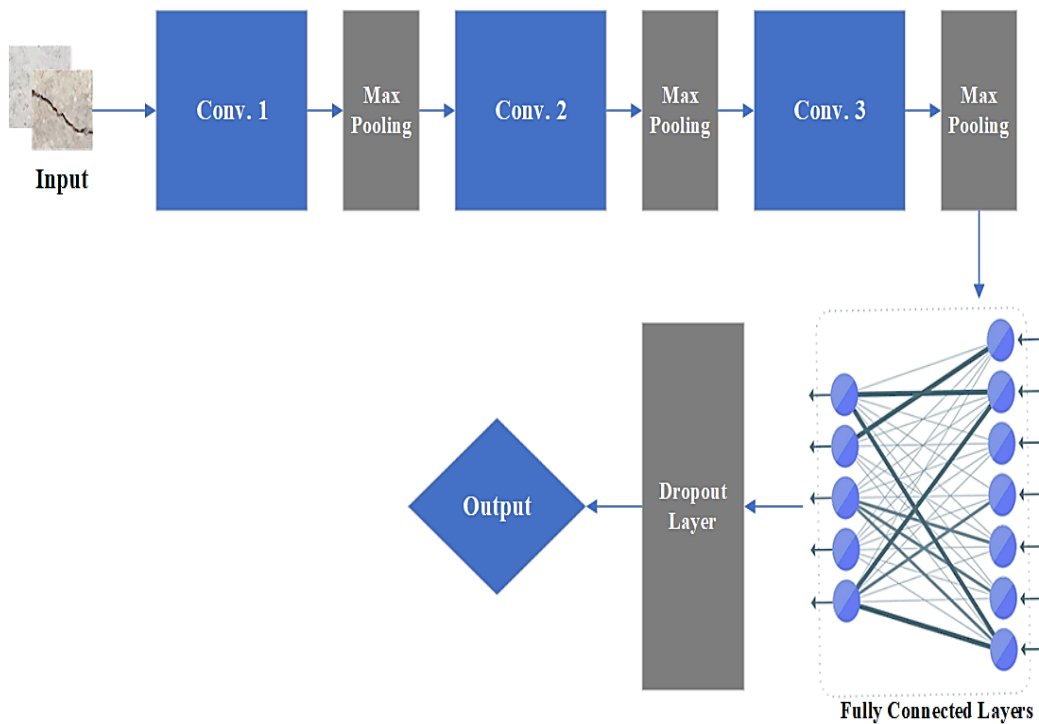 Input
Conv. 1
Max
Pooling
Conv. 2
Max
Pooling
Conv. 3
Max
Pooling
Fully Connected Layers
Dropout
Layer
Output